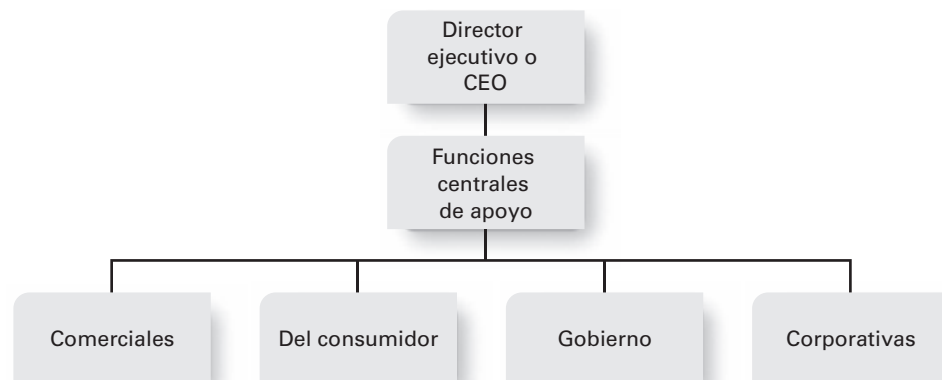 Director
ejecutivo o
CEO
Funciones
centrales
de apoyo
Comerciales
Del consumidor
Gobierno
Corporativas